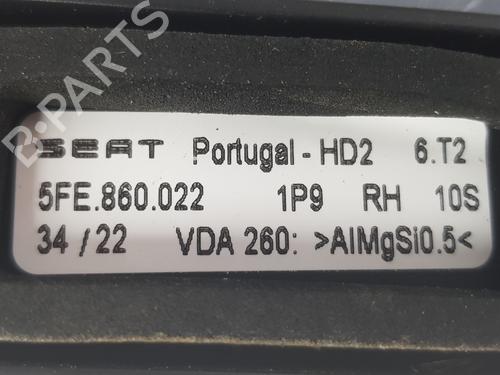 B-PARTS
SEAT Portugal - HD2 6.T2
5FE.860.022 1P9 RH 10S
34 / 22 VDA 260: >AlMgSi0.5<